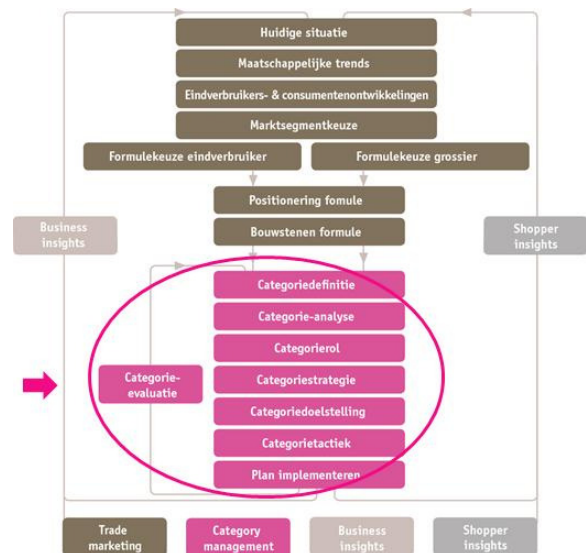 Huidige situatie
Maatschappelijke trends
Eindverbruikers- & consumentenontwikkelingen
Marktsegmentkeuze
Formulekeuze eindverbruiker
Formulekeuze grossier
Positionering fomule
Bouwstenen formule
Business
insights
Shopper
insights
Categoriedefinitie
Categorie-analyse
Categorierol
Categoriestrategie
Categorie-
evaluatie
Categoriedoelstelling
Categorietactiek
Plan implementeren
Trade
marketing
Category
management
Business
insights
Shopper
insights